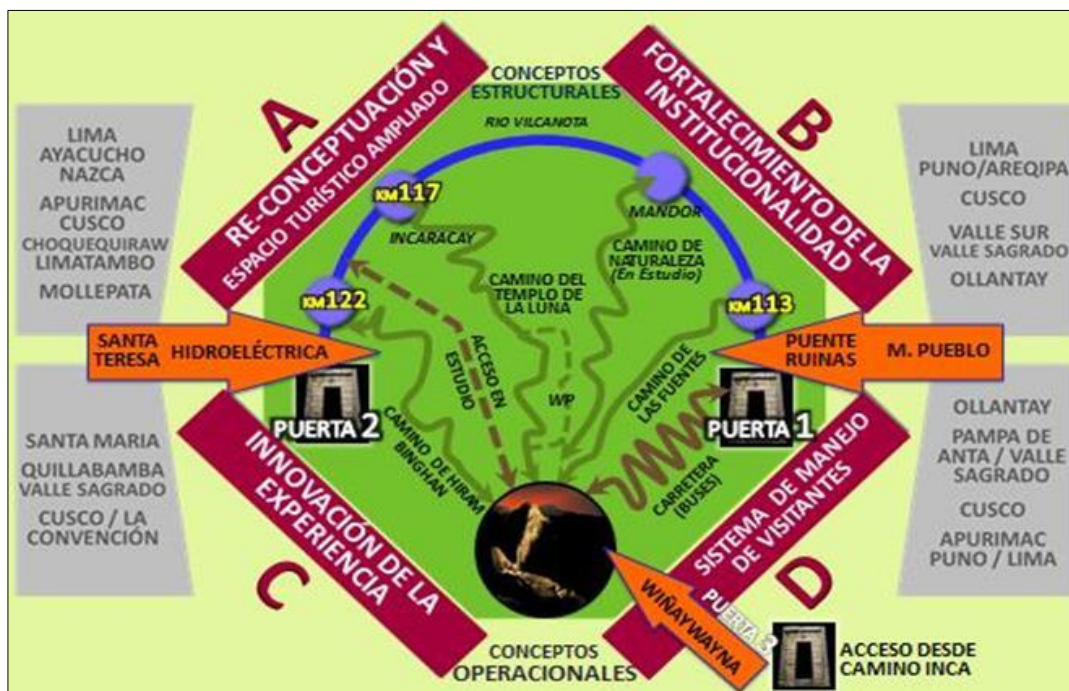 CONCEPTOS
ESTRUCTURALES
A
RE-CONCEPTUACIÓN Y
ESPACIO TURÍSTICO AMPLIADO
B
FORTALECIMIENTO DE LA
INSTITUCIONALIDAD
LIMA
AYACUCHO
NAZCA
APURIMAC
CUSCO
CHOQUEQUIRAW
LIMATAMBO
MOLLEPATA
LIMA
PUNO/AREQIPA
CUSCO
VALLE SUR
VALLE SAGRADO
OLLANTAY
RIO VILCANOTA
KM117
INCARACAY
MANDOR
CAMINO DE
NATURALEZA
(En Estudio)
CAMINO DEL
TEMPLO DE
LA LUNA
KM122
KM113
SANTA
TERESA
HIDROELÉCTRICA
PUENTE
RUINAS
M. PUEBLO
ACCESO EN
ESTUDIO
WP
CAMINO DE
LAS FUENTES
PUERTA 2
PUERTA 1
CAMINO DE HIRAM
BINGHAN
CARRETERA
(BUSES)
SANTA MARIA
QUILLABAMBA
VALLE SAGRADO
CUSCO / LA
CONVENCIÓN
OLLANTAY
PAMPA DE
ANTA / VALLE
SAGRADO
CUSCO
APURIMAC
PUNO / LIMA
C
INNOVACIÓN DE LA
EXPERIENCIA
D
SISTEMA DE MANEJO
DE VISITANTES
WIÑAYWAYNA
PUERTA 3
ACCESO DESDE
CAMINO INCA
CONCEPTOS
OPERACIONALES